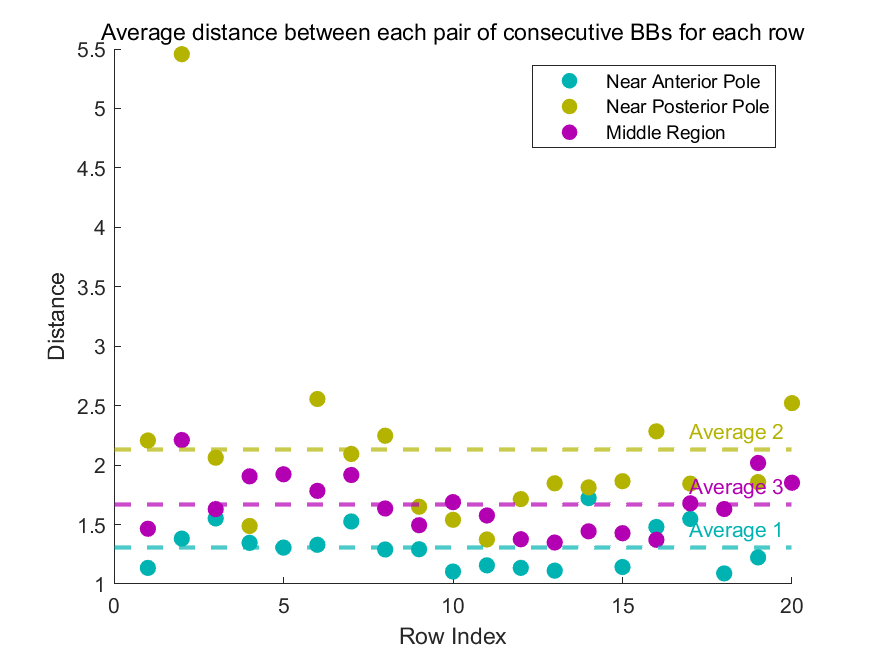 Average distance between each pair of consecutive BBs for each row
Near Anterior Pole
Near Posterior Pole
Middle Region
5.5
5
4.5
4
3.5
3
2.5
2
1.5
1
Distance
Average 2
Average 3
Average 1
0
5
10
15
20
Row Index